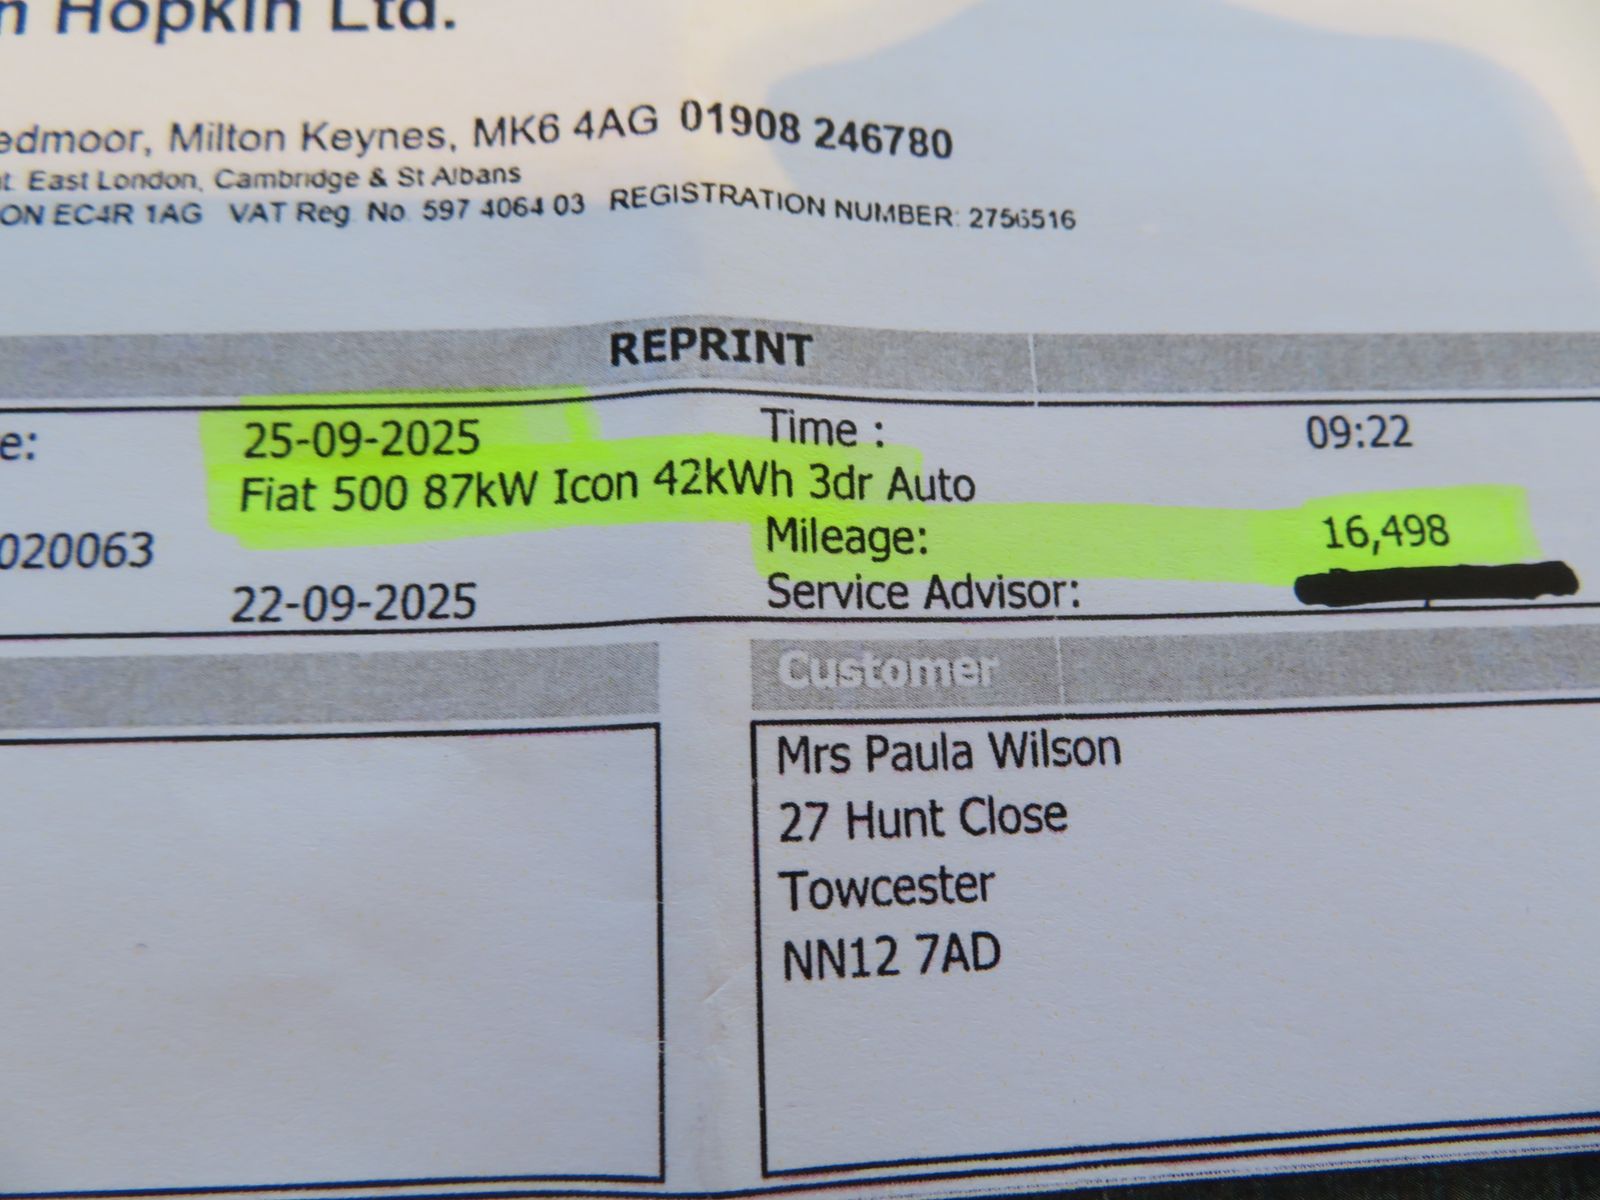 n Hopkin Ltd.
edmoor, Milton Keynes, MK6 4AG 01908 246780
t East London, Cambridge & St Albans
ON EC4R 1AG VAT Reg. No. 597 4064 03 REGISTRATION NUMBER: 2756516
REPRINT
e: 25-09-2025 Time : 09:22
Fiat 500 87kW Icon 42kWh 3dr Auto
020063 Mileage: 16,498
22-09-2025 Service Advisor:
Customer
Mrs Paula Wilson
27 Hunt Close
Towcester
NN12 7AD